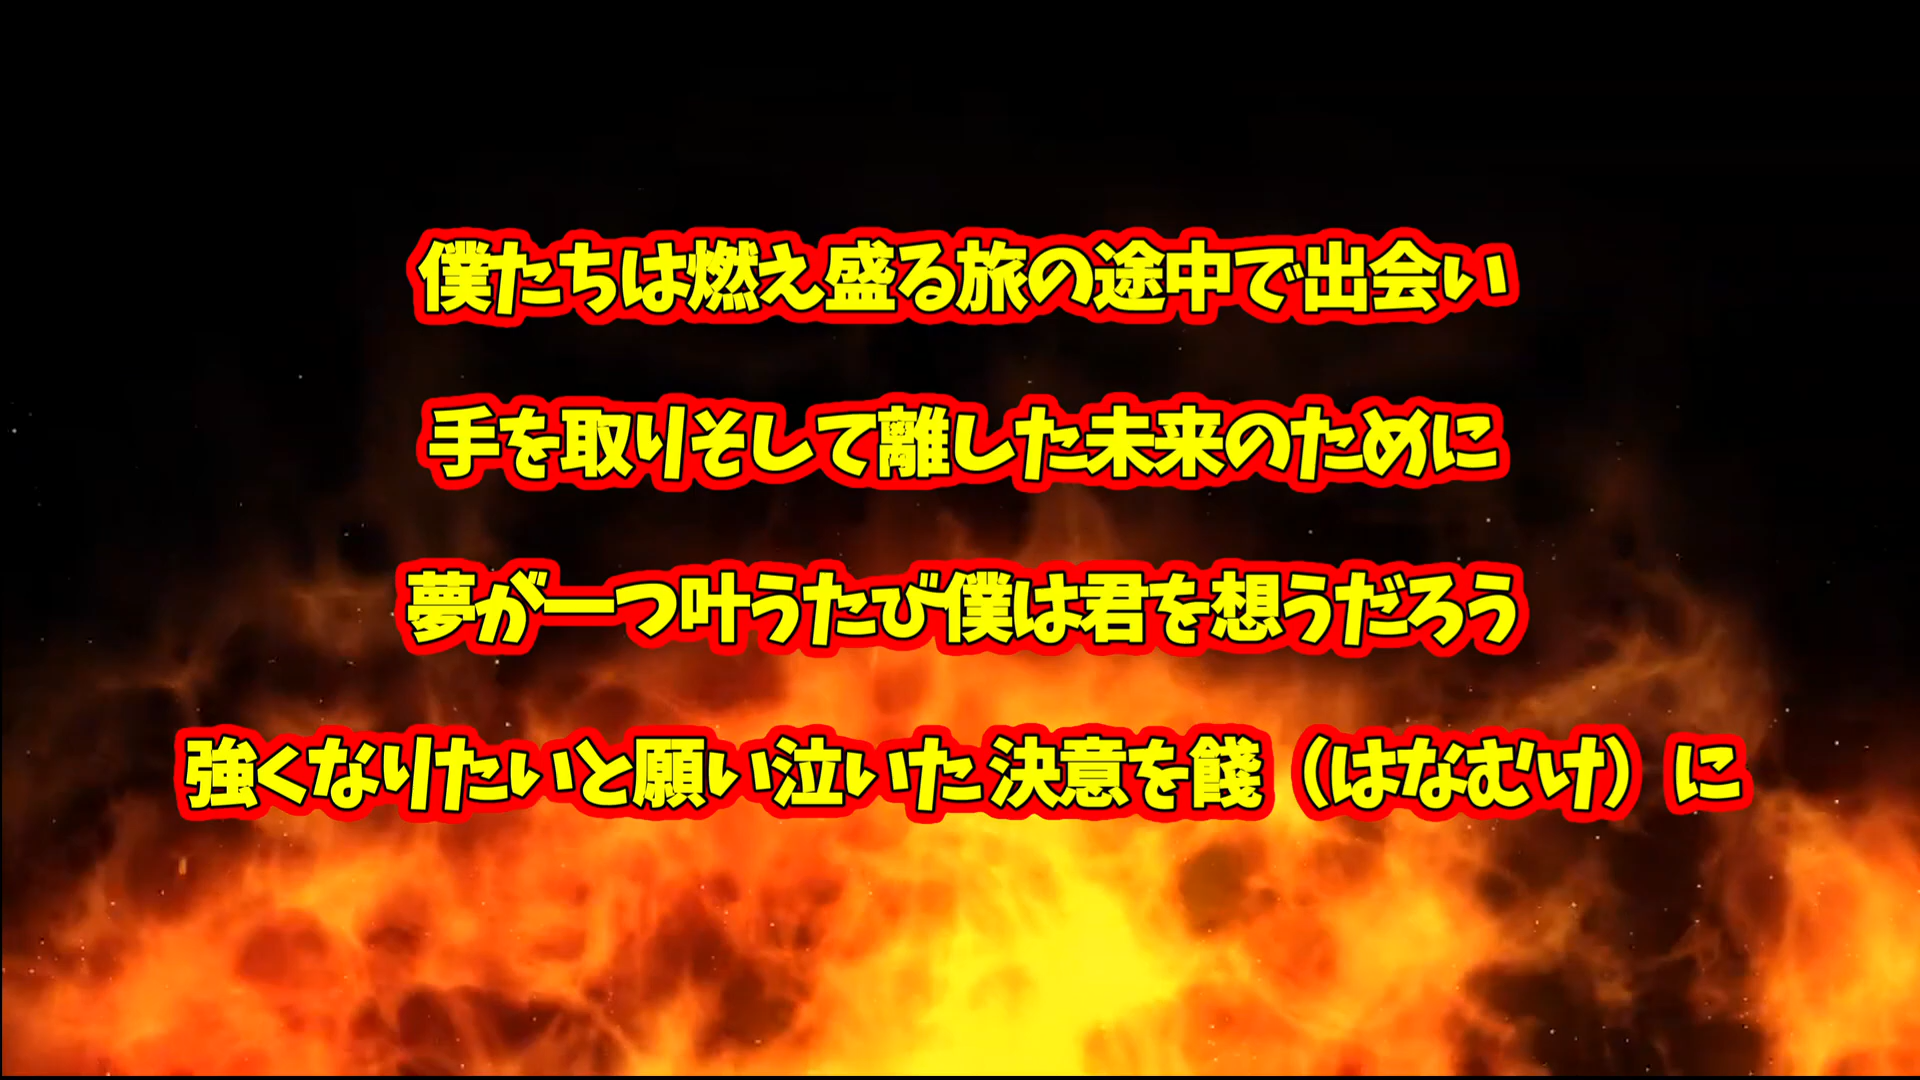 僕たちは燃え盛る旅の途中で出会い
手を取りそして離した未来のために
夢が一つ叶うたび僕は君を想うだろう
強くなりたいと願い泣いた 決意を餞（はなむけ）に